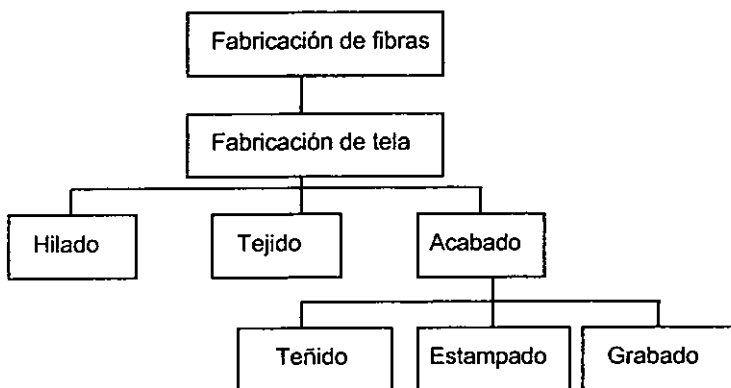 Fabricación de fibras
Fabricación de tela
Hilado
Tejido
Acabado
Teñido
Estampado
Grabado